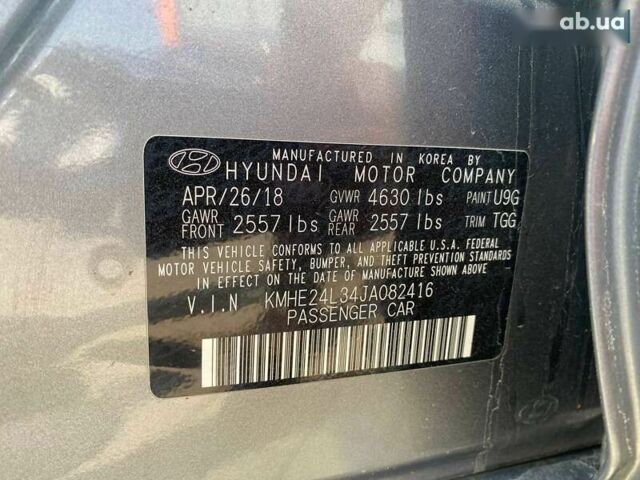 ab.ua
MANUFACTURED IN KOREA BY
HYUNDAI MOTOR COMPANY
APR/26/18 GVWR 4630 lbs PAINT U9G
GAWR FRONT 2557 lbs GAWR REAR 2557 lbs TRIM TGG
THIS VEHICLE CONFORMS TO ALL APPLICABLE U.S.A. FEDERAL
MOTOR VEHICLE SAFETY, BUMPER, AND THEFT PREVENTION STANDARDS
IN EFFECT ON THE DATE OF MANUFACTURE SHOWN ABOVE.
V.I.N KMHE24L34JA082416
PASSENGER CAR